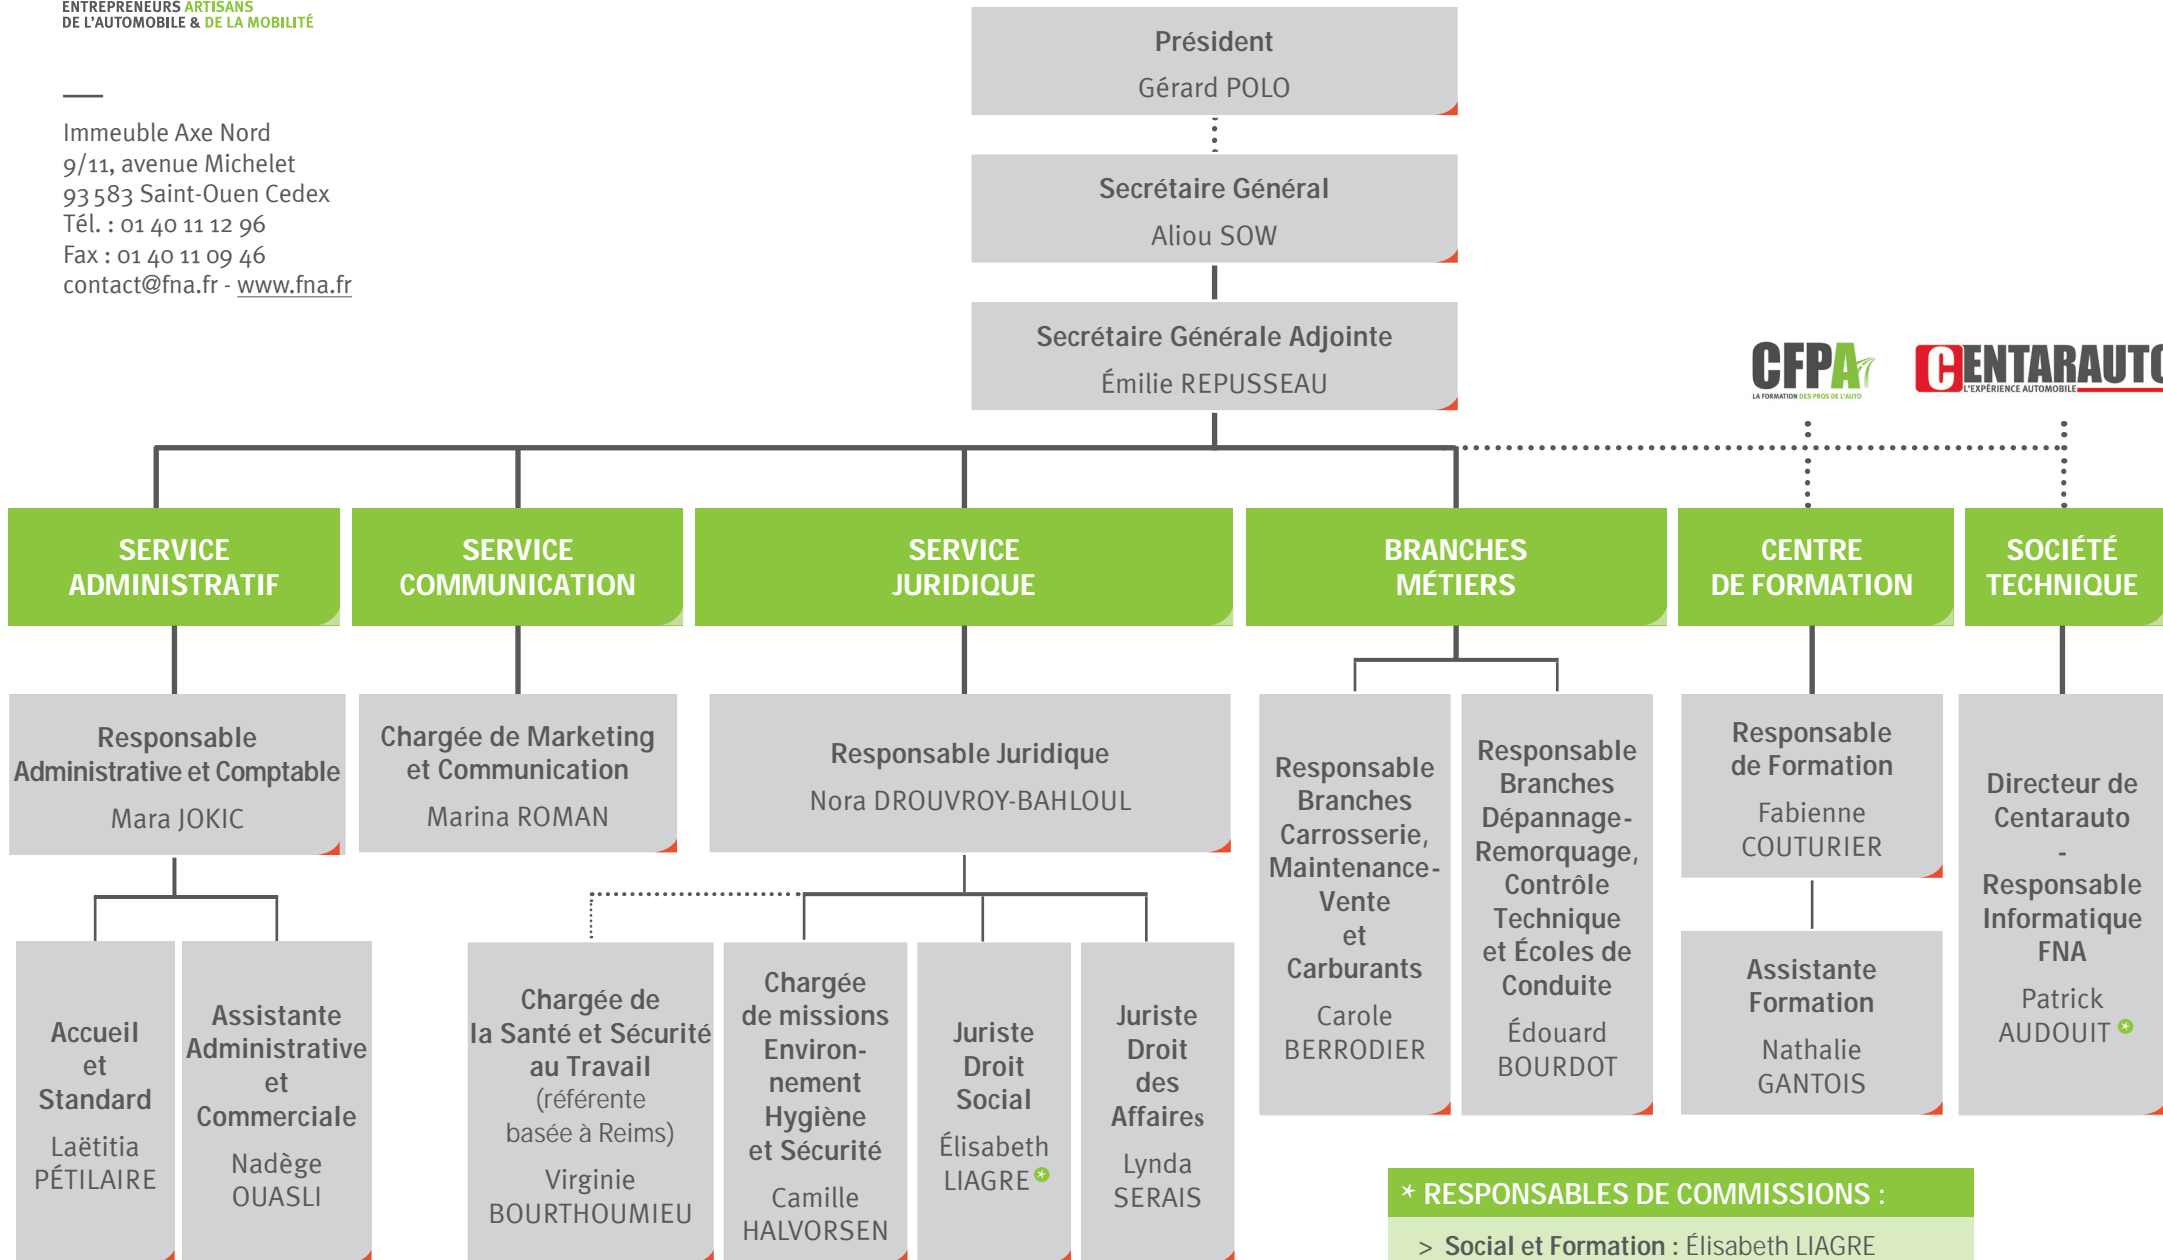 ENTREPRENEURS ARTISANS
DE L'AUTOMOBILE & DE LA MOBILITÉ
Immeuble Axe Nord
9/11, avenue Michelet
93 583 Saint-Ouen Cedex
Tél. : 01 40 11 12 96
Fax : 01 40 11 09 46
contact@fna.fr - www.fna.fr
Président
Gérard POLO
Secrétaire Général
Aliou SOW
Secrétaire Générale Adjointe
Émilie REPUSSEAU
CFPA
LA FORMATION DES PROS DE L'AUTO
CENTARAUTO
L'EXPÉRIENCE AUTOMOBILE
SERVICE
ADMINISTRATIF
SERVICE
COMMUNICATION
SERVICE
JURIDIQUE
BRANCHES
MÉTIERS
CENTRE
DE FORMATION
SOCIÉTÉ
TECHNIQUE
Responsable
Administrative et Comptable
Mara JOKIC
Chargée de Marketing
et Communication
Marina ROMAN
Responsable Juridique
Nora DROUVROY-BAHLOUL
Responsable
Branches
Carrosserie,
Maintenance-
Vente
et
Carburants
Carole
BERRODIER
Responsable
Branches
Dépannage-
Remorquage,
Contrôle
Technique
et Écoles de
Conduite
Édouard
BOURDOT
Responsable
de Formation
Fabienne
COUTURIER
Directeur de
Centarauto
-
Responsable
Informatique
FNA
Patrick
AUDOUIT *
Accueil
et
Standard
Laëtitia
PÉTILAIRE
Assistante
Administrative
et
Commerciale
Nadège
OUASLI
Chargée de
la Santé et Sécurité
au Travail
(référente
basée à Reims)
Virginie
BOURTHOUMIEU
Chargée
de missions
Environ-
nement
Hygiène
et Sécurité
Camille
HALVORSEN
Juriste
Droit
Social
Élisabeth
LIAGRE *
Juriste
Droit
des
Affaires
Lynda
SERAIS
Assistante
Formation
Nathalie
GANTOIS
* RESPONSABLES DE COMMISSIONS :
> Social et Formation : Élisabeth LIAGRE